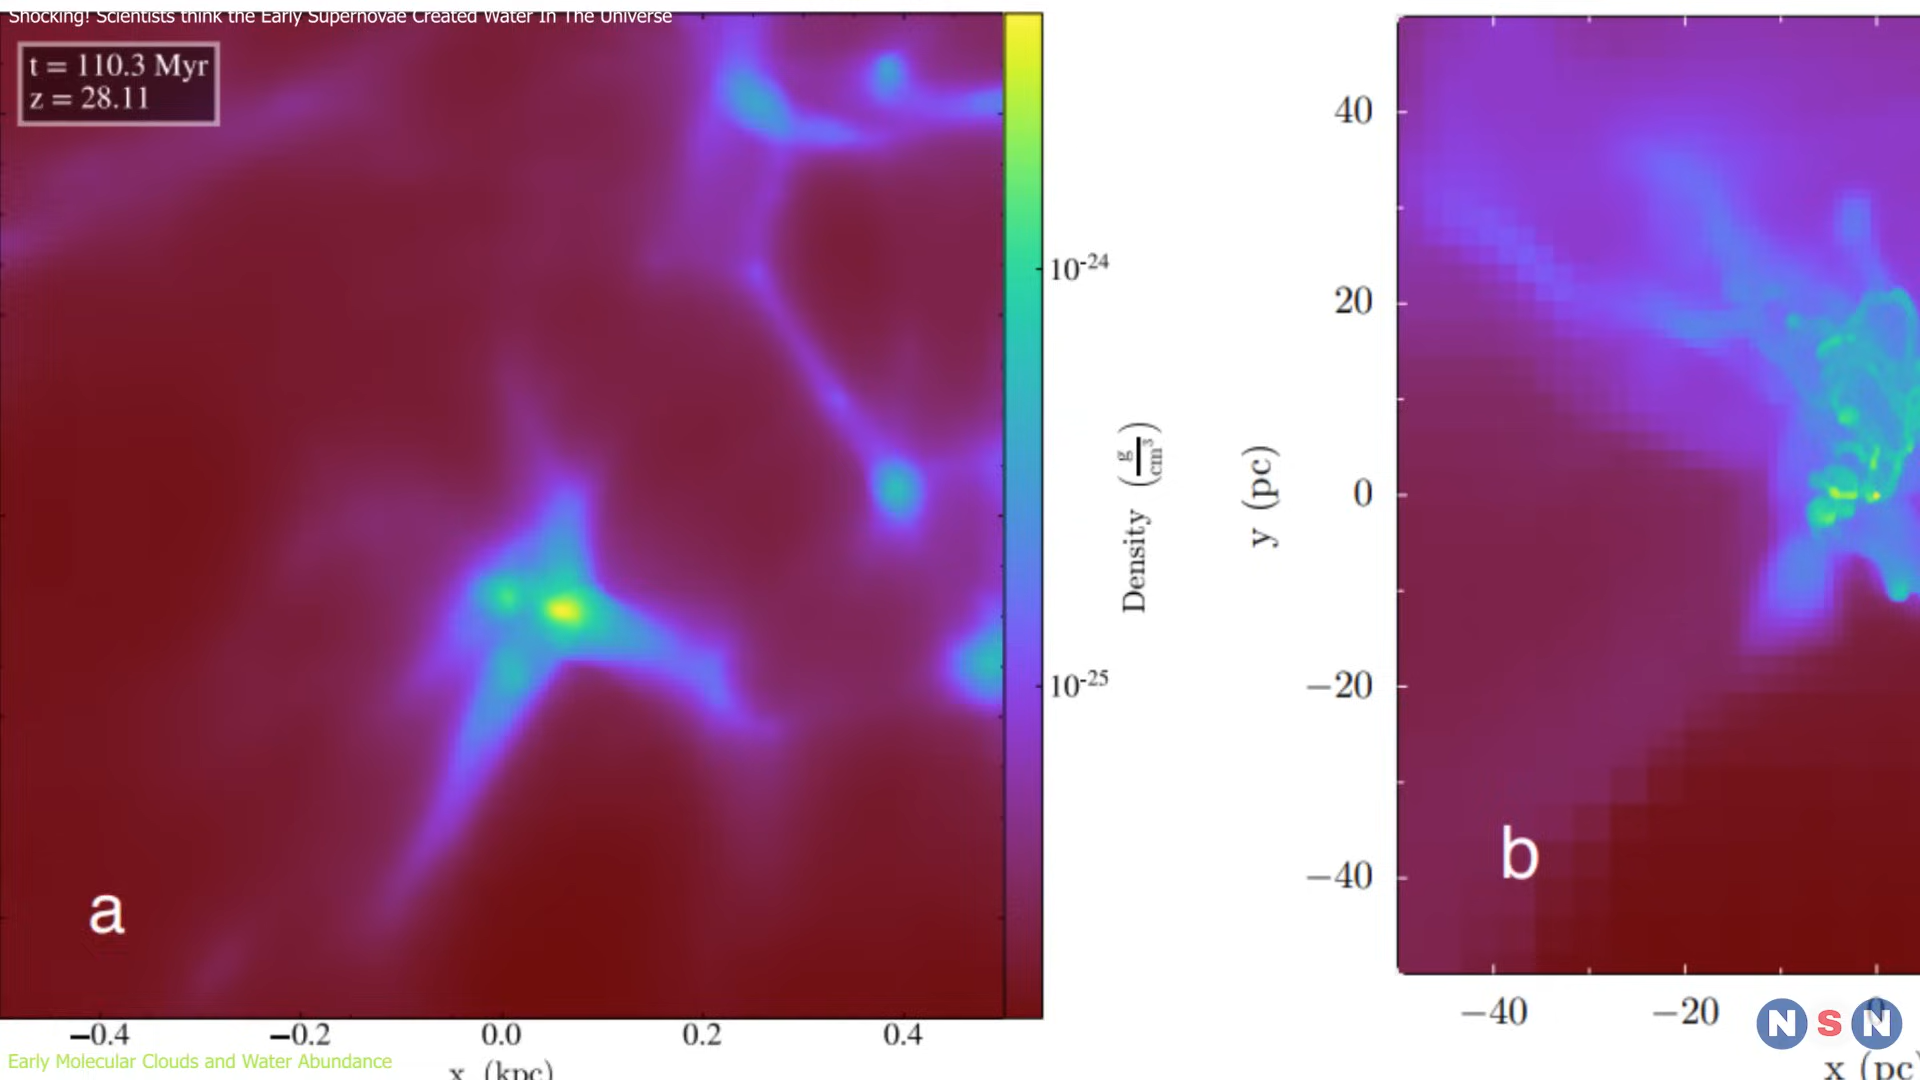 Shocking! Scientists think the Early Supernovae Created Water In The Universe
t = 110.3 Myr
z = 28.11
10-24
10-25
Density (g/cm3)
a
−0.4 −0.2 0.0 0.2 0.4
x (kpc)
Early Molecular Clouds and Water Abundance
40
20
0
−20
−40
y (pc)
b
−40 −20 0
x (pc
N S N